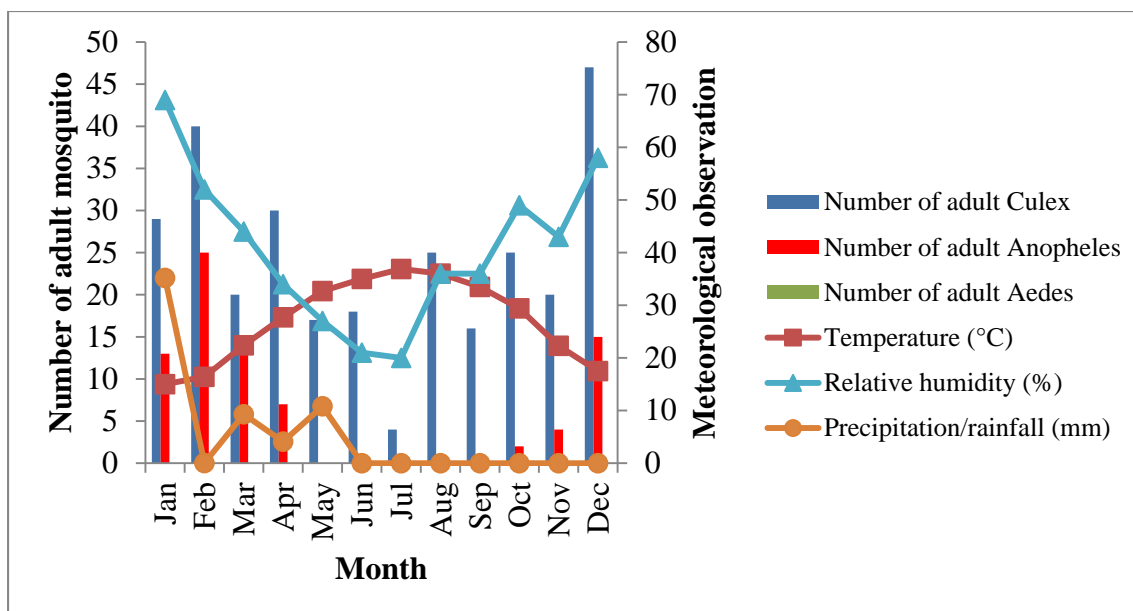 Number of adult mosquito
50
45
40
35
30
25
20
15
10
5
0
80
70
60
50
40
30
20
10
0
Meteorological observation
Jan
Feb
Mar
Apr
May
Jun
Jul
Aug
Sep
Oct
Nov
Dec
Month
Number of adult Culex
Number of adult Anopheles
Number of adult Aedes
Temperature (°C)
Relative humidity (%)
Precipitation/rainfall (mm)